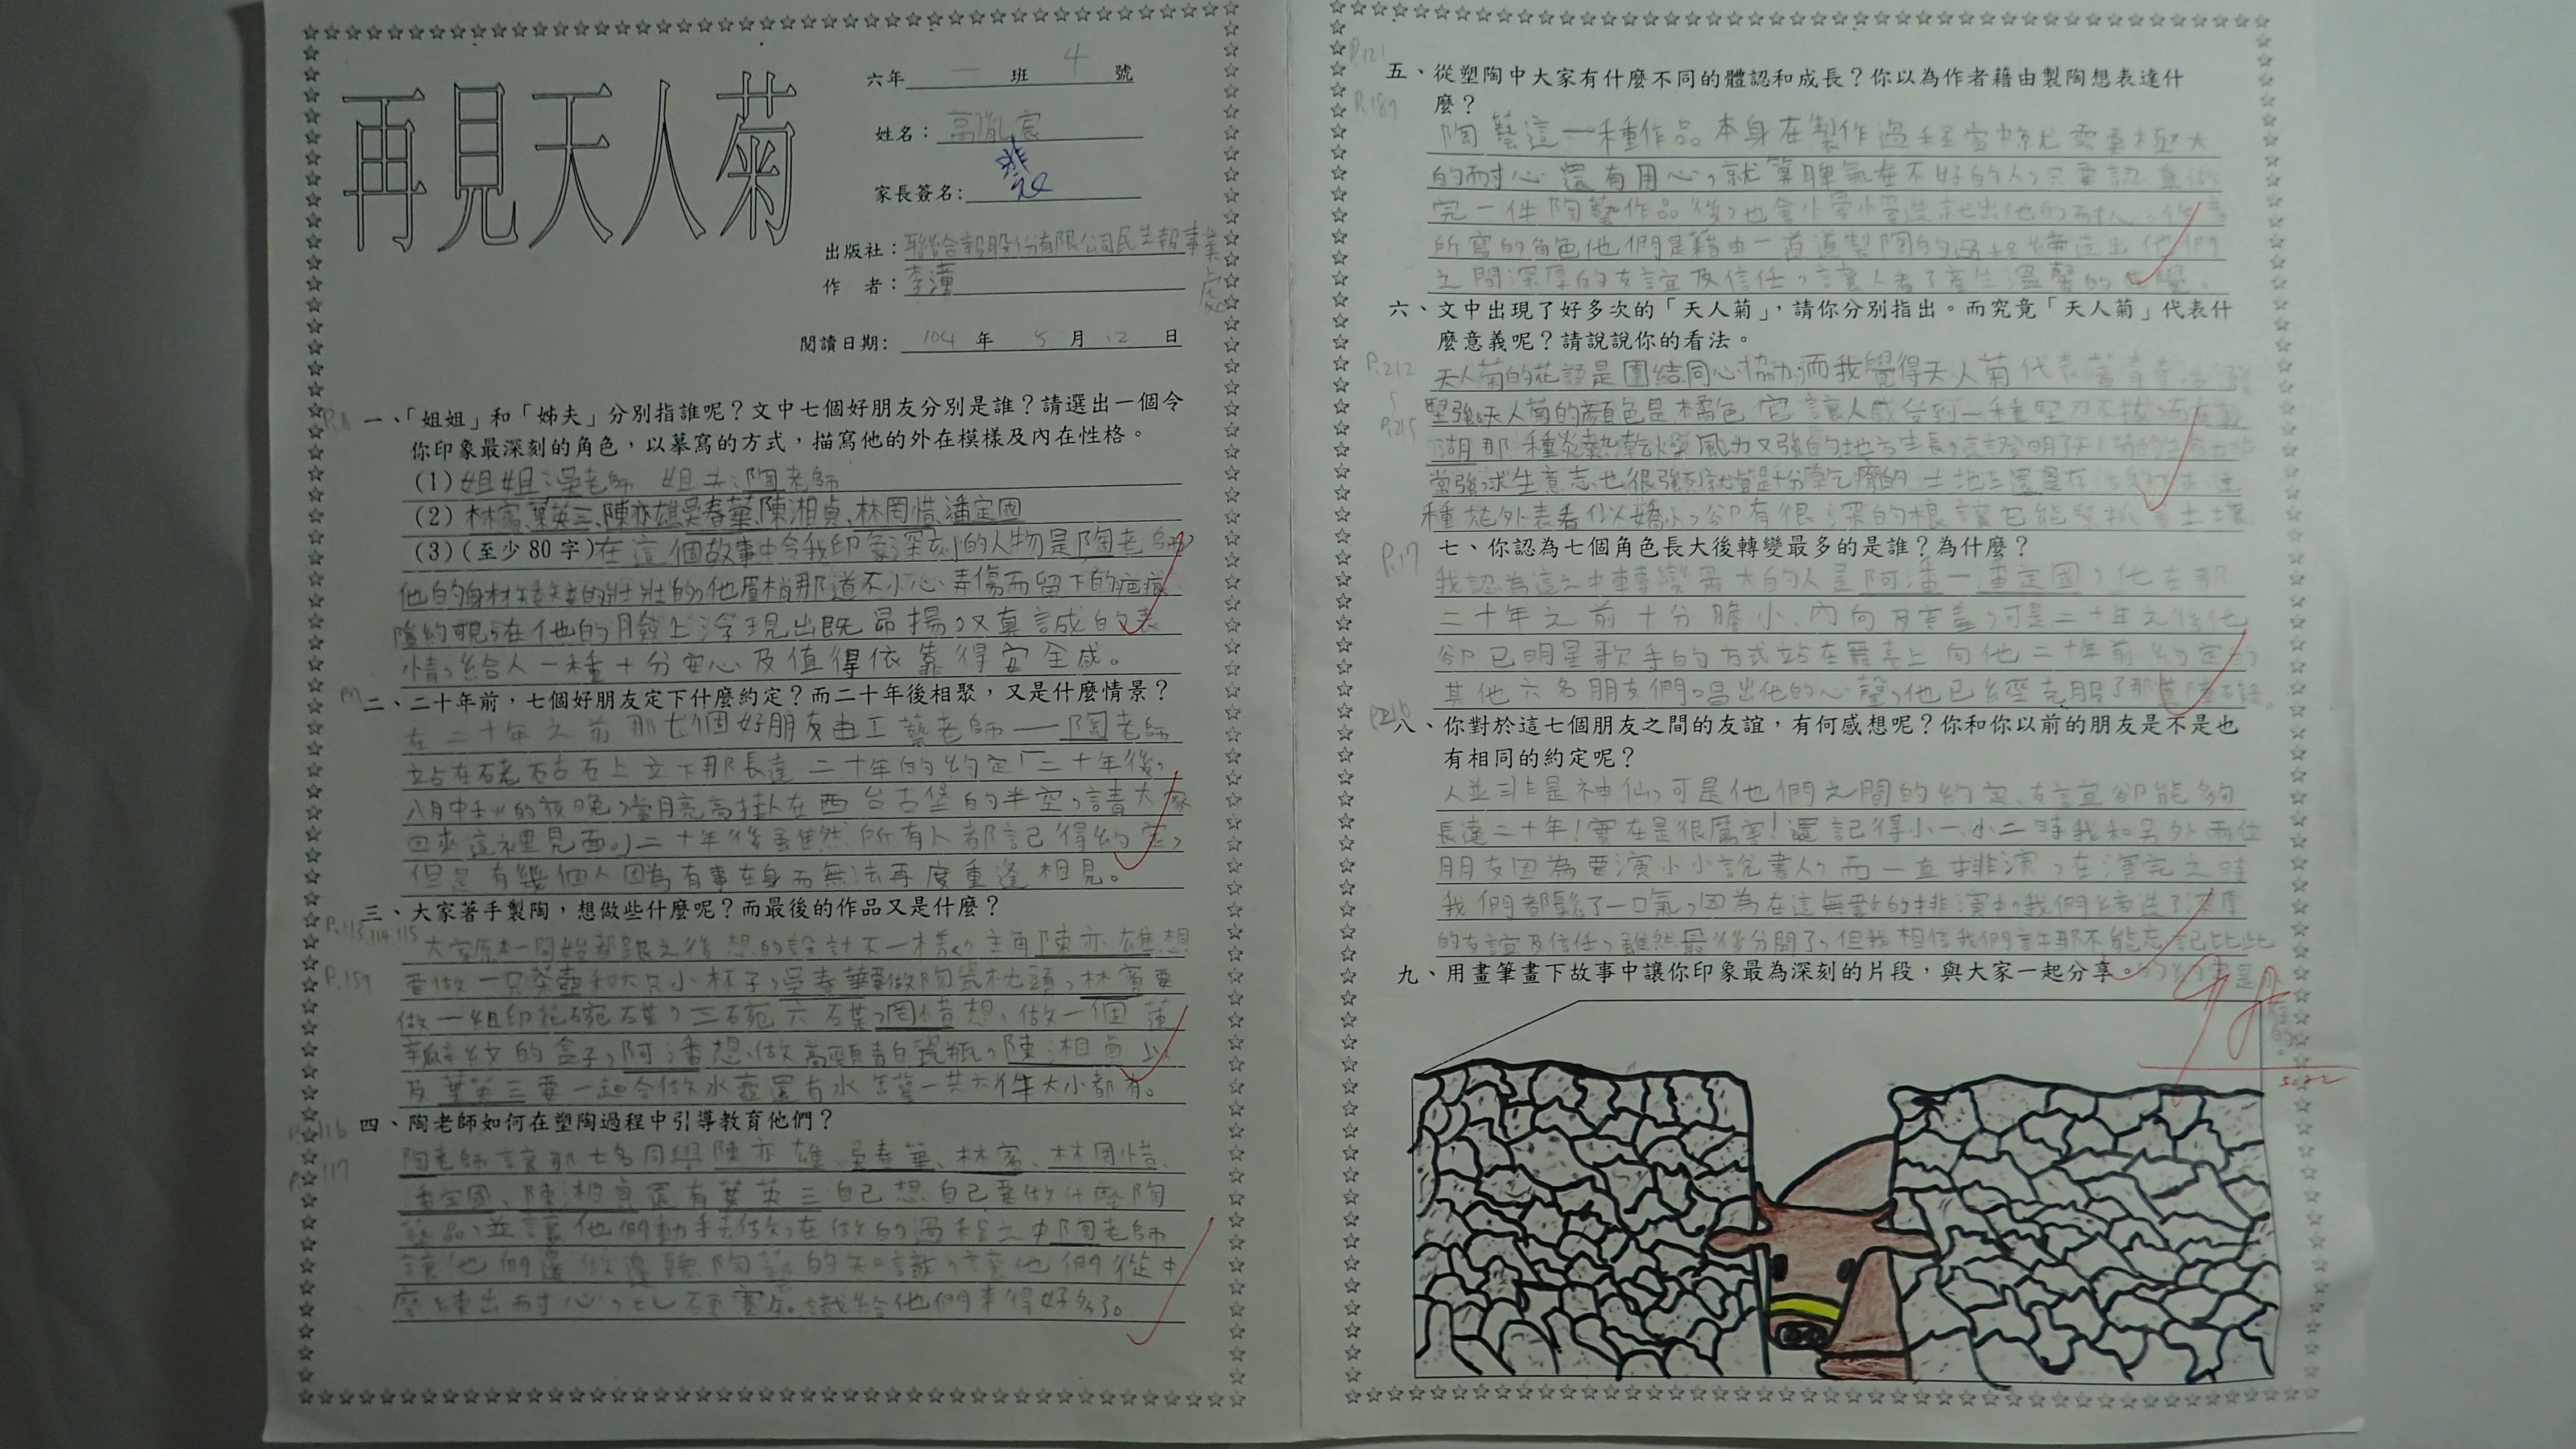 再見天人菊
六年 一 班 4 號
姓名：高胤宸
家長簽名：
出版社：聯合報股份有限公司民生報事業處
作 者：李潼
閱讀日期：104 年 5 月 12 日
P.8
一、「姐姐」和「姊夫」分別指誰呢？文中七個好朋友分別是誰？請選出一個令
你印象最深刻的角色，以摹寫的方式，描寫他的外在模樣及內在性格。
(1) 姐姐：吳老師 姐夫：陶老師
(2) 林賓、葉英三、陳亦雄、吳春華、陳湘貞、林罔惜、潘定國
(3)(至少80字)在這個故事中令我印象深刻的人物是陶老師，
他的身材矮矮的壯壯的，他眉梢那道不小心弄傷而留下的疤痕
隱約可見，在他的臉上浮現出既昂揚，又真誠的表
情，給人一種十分安心及值得依靠得安全感。
二、二十年前，七個好朋友定下什麼約定？而二十年後相聚，又是什麼情景？
在二十年之前那七個好朋友由工藝老師——陶老師
站在硓𥑮石上立下那長達二十年的約定「二十年後，
八月中秋的夜晚，當月亮高掛在西台古堡的半空，請大家
回來這裡見面。」二十年後雖然所有人都記得約定，
但是有幾個人因為有事在身而無法再度重逢相見。
三、大家著手製陶，想做些什麼呢？而最後的作品又是什麼？
P.113,114,115
大家原本一開始都跟之後想的設計不一樣，主角陳亦雄想
P.159
要做一只茶壺和六只小杯子，吳春華要做陶瓷枕頭，林賓要
做一組印花碗碟，三碗六碟，罔惜想做一個蓮
瓣紋的盒子，阿潘想做高頸青白瓷瓶，陳湘貞以
及葉英三要一起合做水壺還有水一共六件大小都有。
四、陶老師如何在塑陶過程中引導教育他們？
P.116
陶老師讓那七名同學陳亦雄、吳春華、林賓、林罔惜、
P.117
潘定國、陳湘貞還有葉英三自己想自己要做什麼陶
藝品，並讓他們動手去做，在做的過程之中陶老師
讓他們邊做邊聽陶藝的知識，讓他們從中
磨練出耐心，比硬塞知識給他們來得好多了。
P.121
五、從塑陶中大家有什麼不同的體認和成長？你以為作者藉由製陶想表達什
麼？
P.189
陶藝這一種作品本身在製作過程當中就需要極大
的耐心還有用心，就算脾氣在不好的人，只要認真做
完一件陶藝作品後，也會慢慢造就出他的耐心，作者
所寫的角色他們是藉由一道道製陶的過程締造出他們
之間深厚的友誼及信任，讓人看了產生溫馨的感覺。
六、文中出現了好多次的「天人菊」，請你分別指出。而究竟「天人菊」代表什
麼意義呢？請說說你的看法。
P.212
天人菊的花語是團結、同心協力，而我覺得天人菊代表著青春活潑
P.215
堅強。天人菊的顏色是橘色，它讓人感到一種堅忍不拔，而在澎
湖那種炎熱乾燥風力又強的地方生長，這證明了天人菊的生命力非
常強，求生意志也很強烈，就算是十分貧瘠的土地上還是在
種花外表看似嬌小，卻有很深的根讓它能緊抓著土壤
P.17
七、你認為七個角色長大後轉變最多的是誰？為什麼？
我認為這之中轉變最大的人是阿潘—潘定國，他在那
二十年之前十分膽小、內向有害羞，可是二十年之後他
卻已明星歌手的方式站在舞臺上向他二十年前約定的
其他六名朋友們，唱出他的心聲，他已經克服了那道障礙。
P.216
八、你對於這七個朋友之間的友誼，有何感想呢？你和你以前的朋友是不是也
有相同的約定呢？
人並非是神仙，可是他們之間的約定、友誼卻能夠
長達二十年！實在是很厲害！還記得小一小二時我和另外兩位
朋友因為要演小小說書人，而一直排演，在演完之時
我們都鬆了一口氣，因為在這無數的排演中，我們締造了深厚
的友誼及信任，雖然最後分開了，但我相信我們許那不能忘記彼此
九、用畫筆畫下故事中讓你印象最為深刻的片段，與大家一起分享。
98
5.22